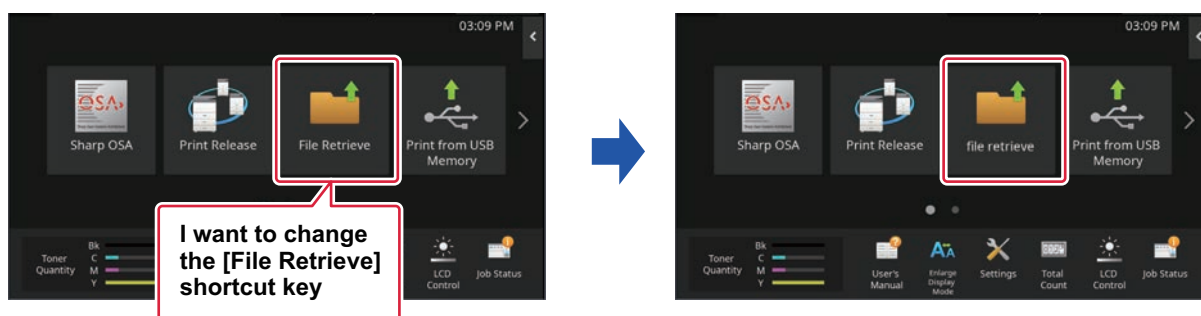 03:09 PM
OSA
Sharp OSA
Print Release
File Retrieve
Print from USB
Memory
I want to change
the [File Retrieve]
shortcut key
Toner
Quantity
Bk
C
M
Y
LCD
Control
Job Status
03:09 PM
OSA
Sharp OSA
Print Release
file retrieve
Print from USB
Memory
Toner
Quantity
Bk
C
M
Y
User's
Manual
Enlarge
Display
Mode
Settings
Total
Count
LCD
Control
Job Status